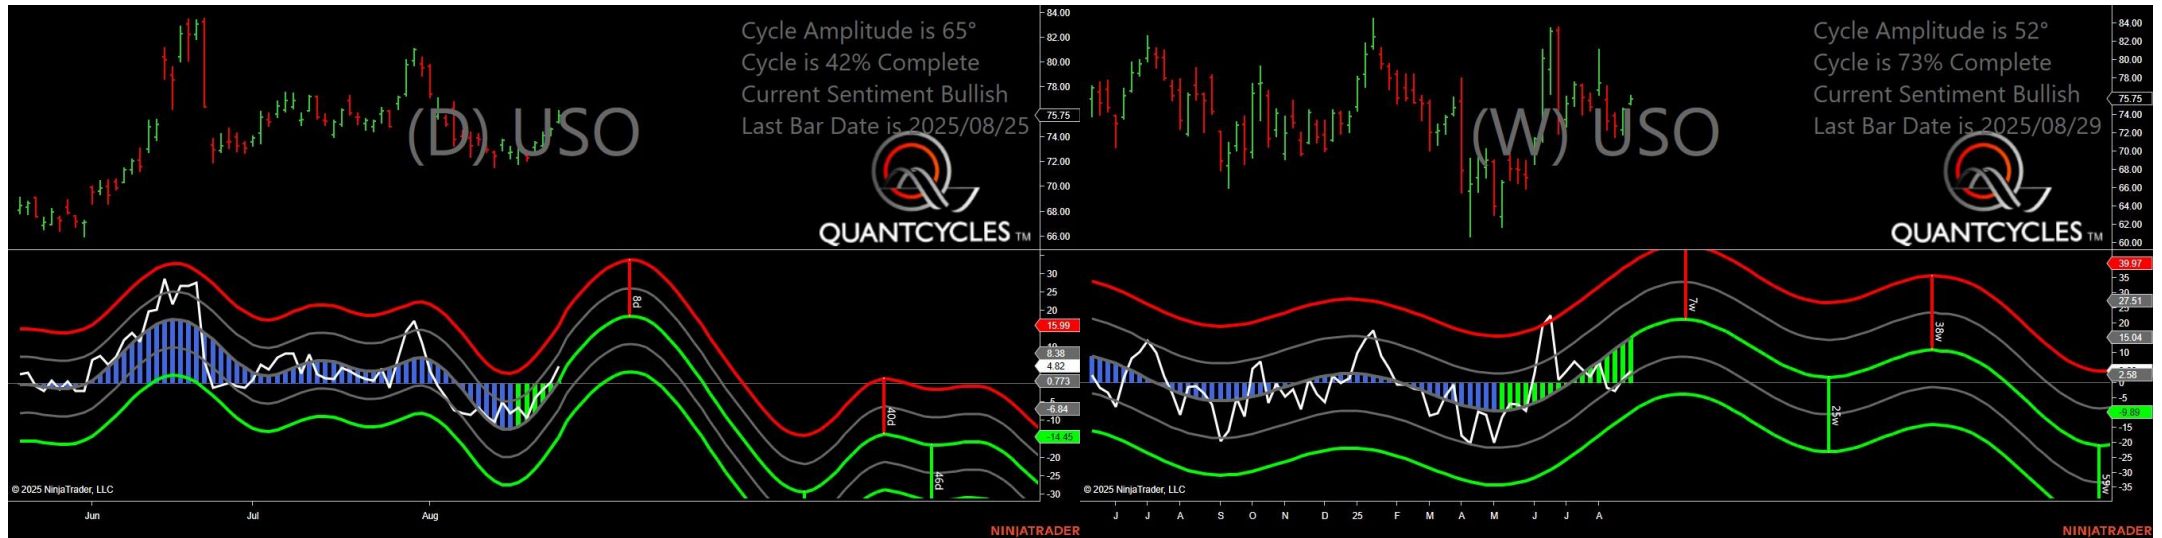 Cycle Amplitude is 65°
Cycle is 42% Complete
Current Sentiment Bullish
Last Bar Date is 2025/08/25
(D) USO
QUANTCYCLES TM
84.00
82.00
80.00
78.00
75.75
74.00
72.00
70.00
68.00
66.00
30
25
20
15.99
8.38
4.82
0.773
-5
-6.84
-10
-14.45
-20
-25
-30
8d
40d
46d
© 2025 NinjaTrader, LLC
Jun
Jul
Aug
NINJATRADER
Cycle Amplitude is 52°
Cycle is 73% Complete
Current Sentiment Bullish
Last Bar Date is 2025/08/29
(W) USO
QUANTCYCLES TM
84.00
82.00
80.00
78.00
75.75
74.00
72.00
70.00
68.00
66.00
64.00
62.00
60.00
39.97
35
27.51
25
20
15.04
10
2.58
-5
-9.89
-15
-20
-25
-30
-35
7w
25w
38w
59w
© 2025 NinjaTrader, LLC
J
J
A
S
O
N
D
25
F
M
A
M
J
J
A
NINJATRADER